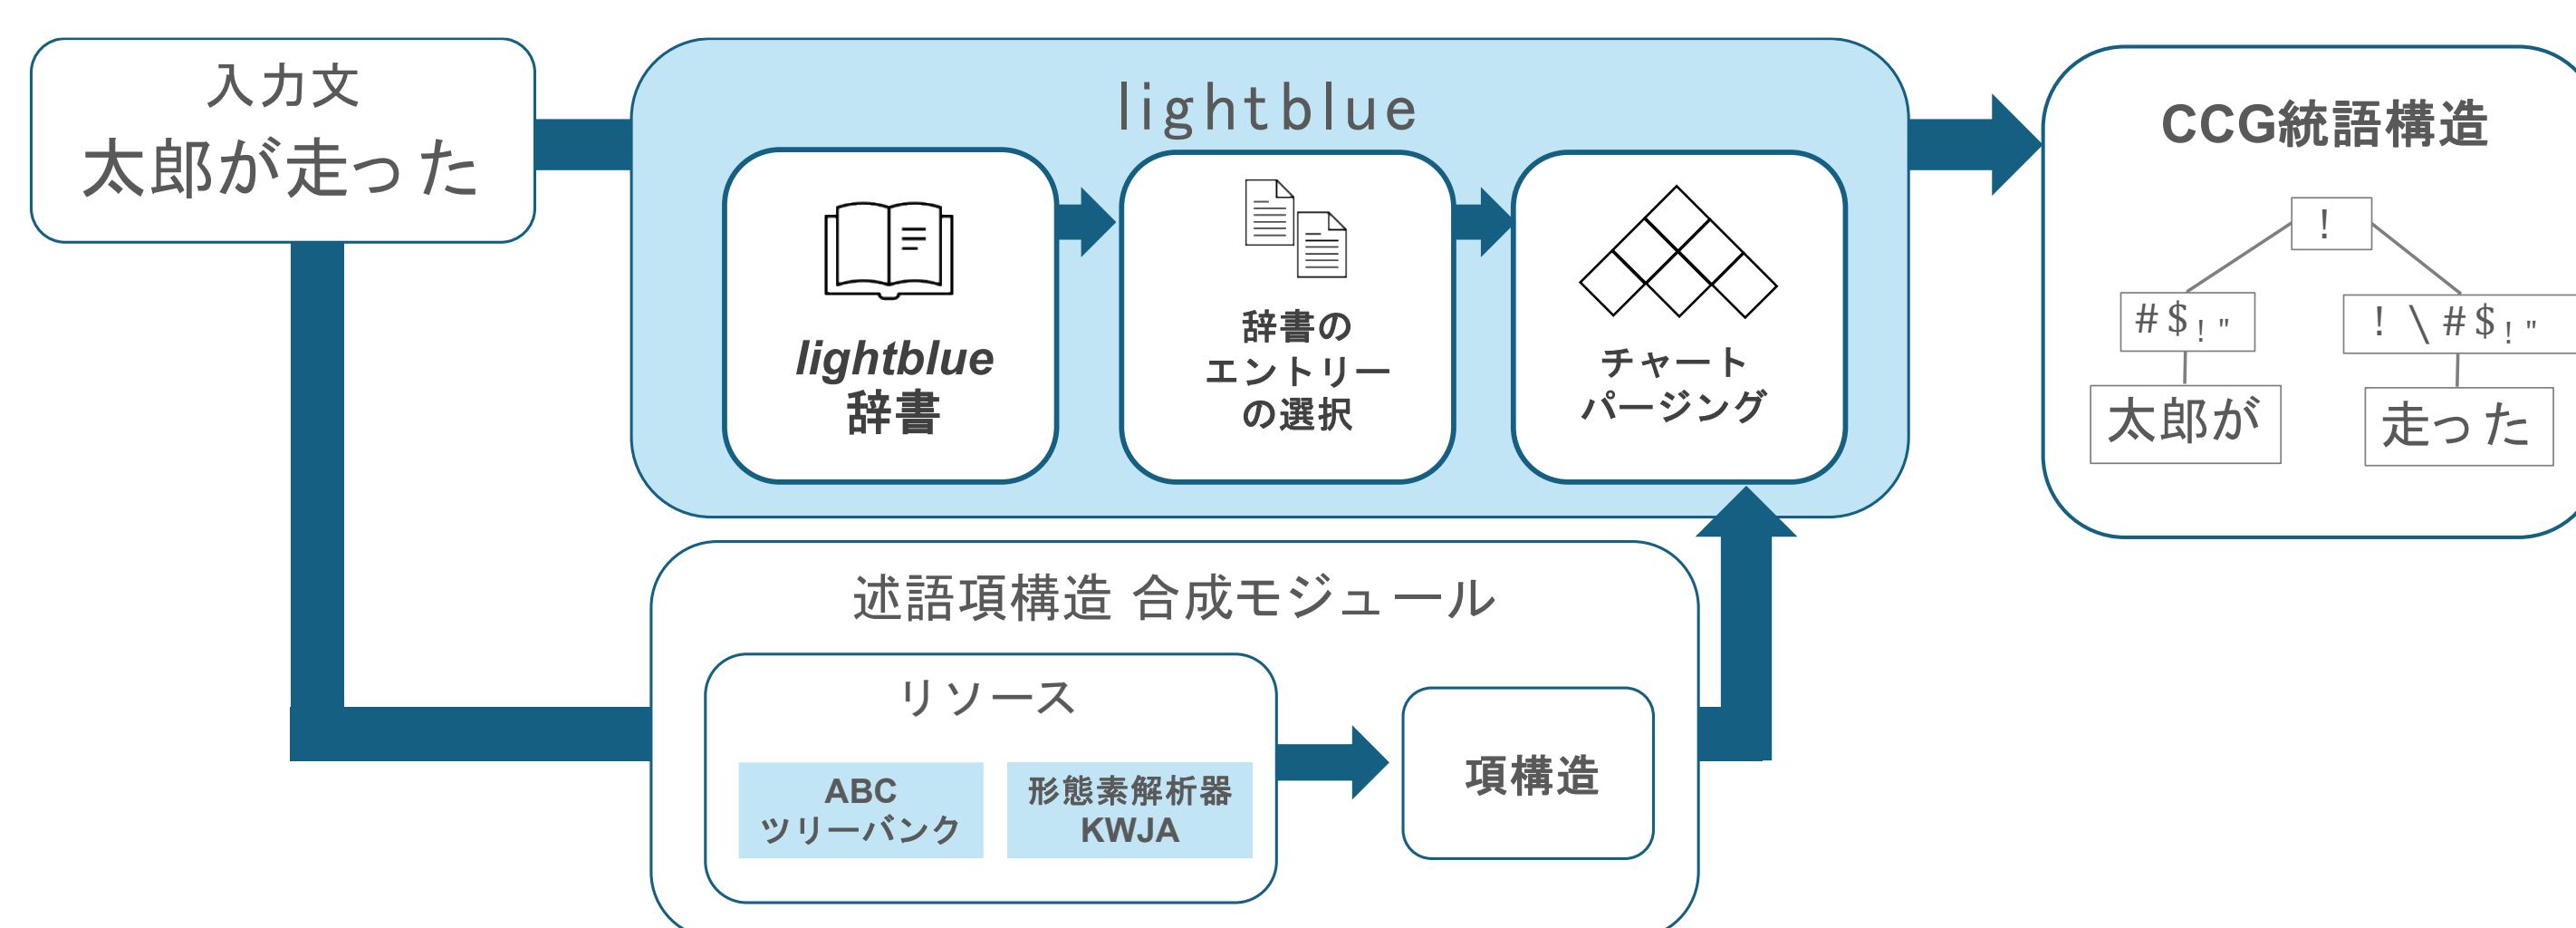 入力文
太郎が走った
lightblue
lightblue
辞書
辞書の
エントリー
の選択
チャート
パージング
CCG統語構造
!
#$!"
!\#$!"
太郎が
走った
述語項構造 合成モジュール
リソース
ABC
ツリーバンク
形態素解析器
KWJA
項構造